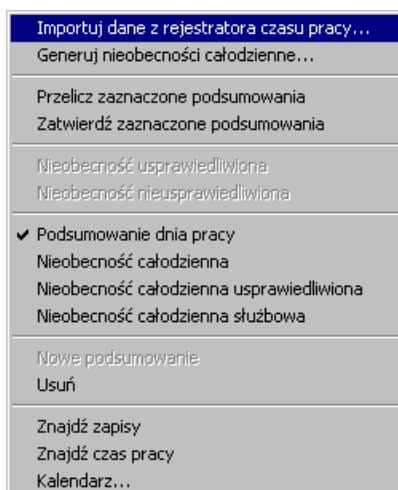 Importuj dane z rejestratora czasu pracy...
Generuj nieobecności całodzienne...
Przelicz zaznaczone podsumowania
Zatwierdź zaznaczone podsumowania
Nieobecność usprawiedliwiona
Nieobecność nieusprawiedliwiona
Podsumowanie dnia pracy
Nieobecność całodzienna
Nieobecność całodzienna usprawiedliwiona
Nieobecność całodzienna służbowa
Nowe podsumowanie
Usuń
Znajdź zapisy
Znajdź czas pracy
Kalendarz...